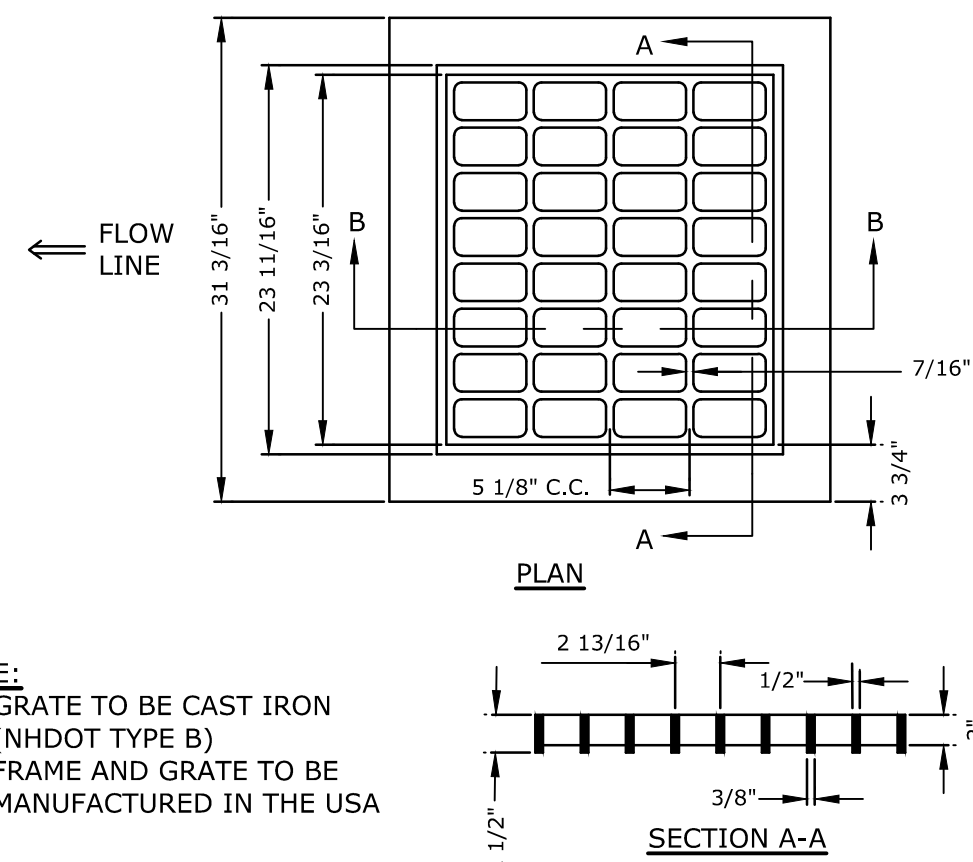 A
31 3/16"
23 11/16"
23 3/16"
B
B
FLOW
LINE
7/16"
3 3/4"
5 1/8" C.C.
A
PLAN
E:
GRATE TO BE CAST IRON
(NHDOT TYPE B)
FRAME AND GRATE TO BE
MANUFACTURED IN THE USA
2 13/16"
1/2"
3/8"
1/2"
SECTION A-A